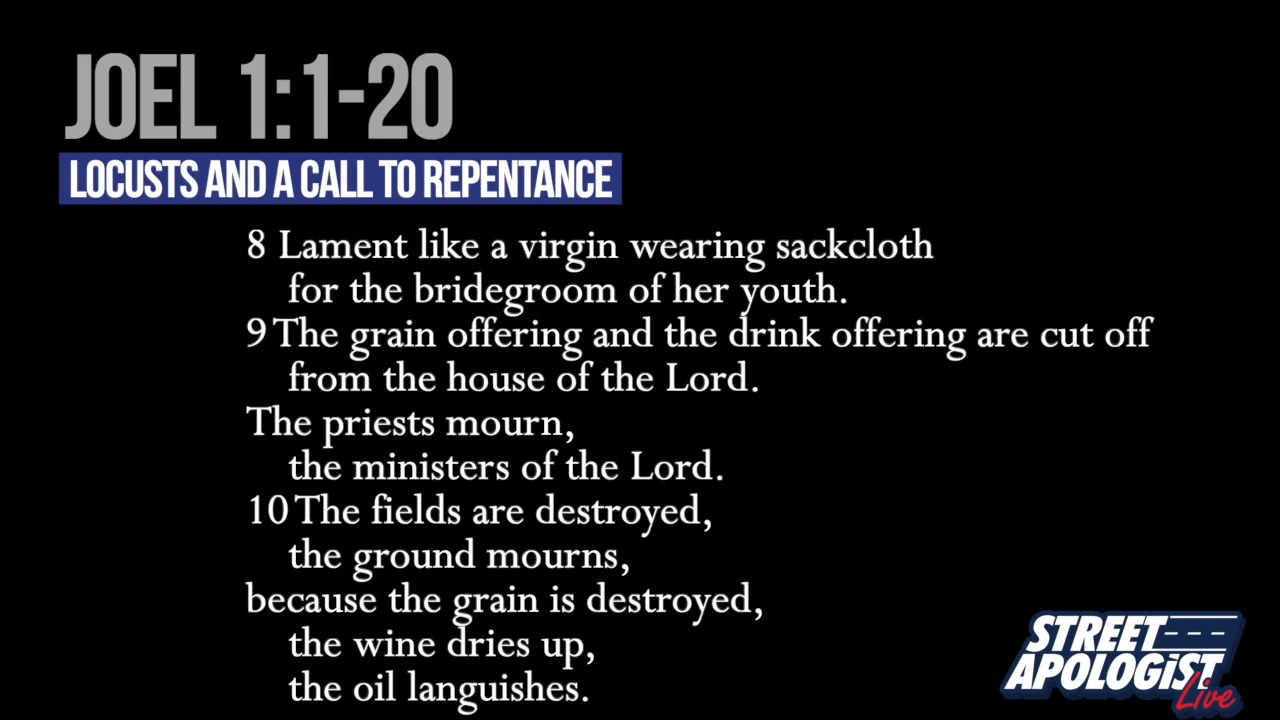 JOEL 1:1-20
LOCUSTS AND A CALL TO REPENTANCE
8 Lament like a virgin wearing sackcloth
for the bridegroom of her youth.
9 The grain offering and the drink offering are cut off
from the house of the Lord.
The priests mourn,
the ministers of the Lord.
10 The fields are destroyed,
the ground mourns,
because the grain is destroyed,
the wine dries up,
the oil languishes.
STREET
APOLOGiST
Live